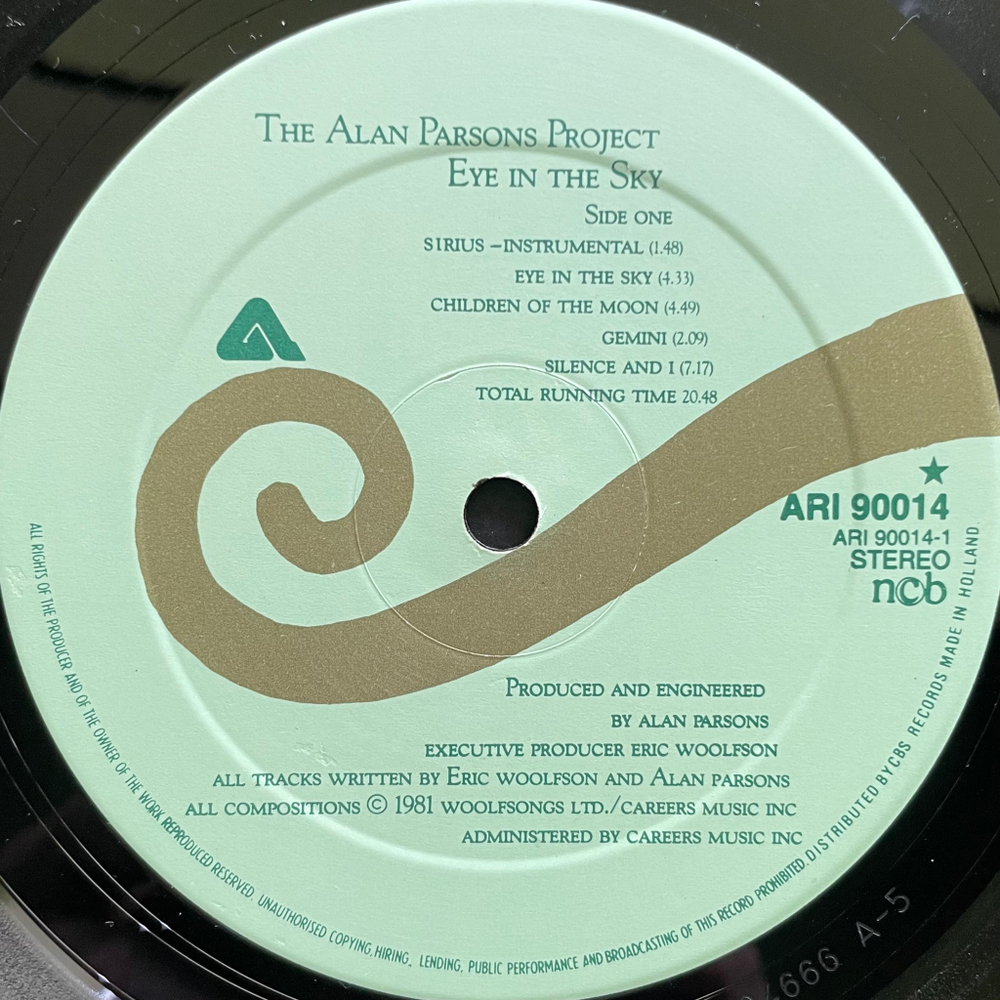 THE ALAN PARSONS PROJECT
EYE IN THE SKY
SIDE ONE
SIRIUS – INSTRUMENTAL (1.48)
EYE IN THE SKY (4.33)
CHILDREN OF THE MOON (4.49)
GEMINI (2.09)
SILENCE AND I (7.17)
TOTAL RUNNING TIME 20.48
ARI 90014
ARI 90014-1
STEREO
ncb
PRODUCED AND ENGINEERED
BY ALAN PARSONS
EXECUTIVE PRODUCER ERIC WOOLFSON
ALL TRACKS WRITTEN BY ERIC WOOLFSON AND ALAN PARSONS
ALL COMPOSITIONS © 1981 WOOLFSONGS LTD./CAREERS MUSIC INC
ADMINISTERED BY CAREERS MUSIC INC
ALL RIGHTS OF THE PRODUCER AND OF THE OWNER OF THE WORK REPRODUCED RESERVED. UNAUTHORISED COPYING, HIRING, LENDING, PUBLIC PERFORMANCE AND BROADCASTING OF THIS RECORD PROHIBITED. DISTRIBUTED BY CBS RECORDS MADE IN HOLLAND
666 A-5